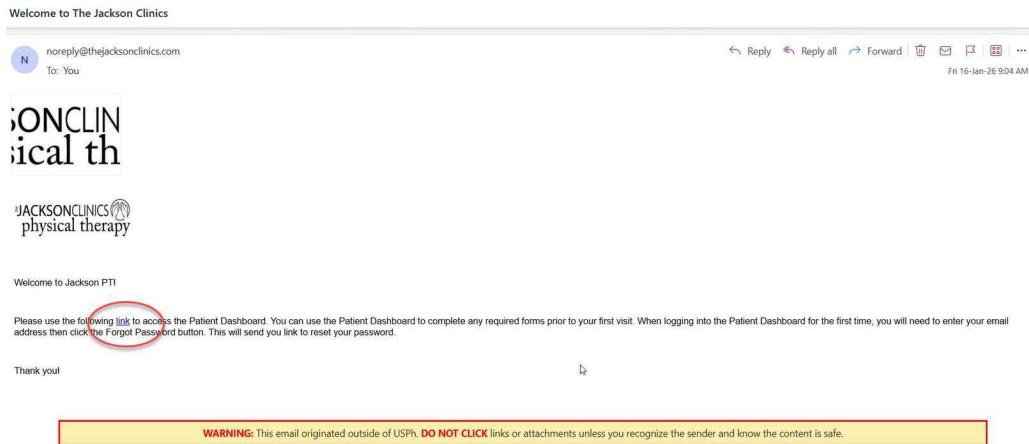 Welcome to The Jackson Clinics
N
noreply@thejacksonclinics.com
To: You
Reply
Reply all
Forward
Fri 16-Jan-26 9:04 AM
SONCLIN
sical th
THE JACKSONCLINICS
physical therapy
Welcome to Jackson PT!
Please use the following link to access the Patient Dashboard. You can use the Patient Dashboard to complete any required forms prior to your first visit. When logging into the Patient Dashboard for the first time, you will need to enter your email
address then click the Forgot Password button. This will send you link to reset your password.
Thank you!
WARNING: This email originated outside of USPh. DO NOT CLICK links or attachments unless you recognize the sender and know the content is safe.